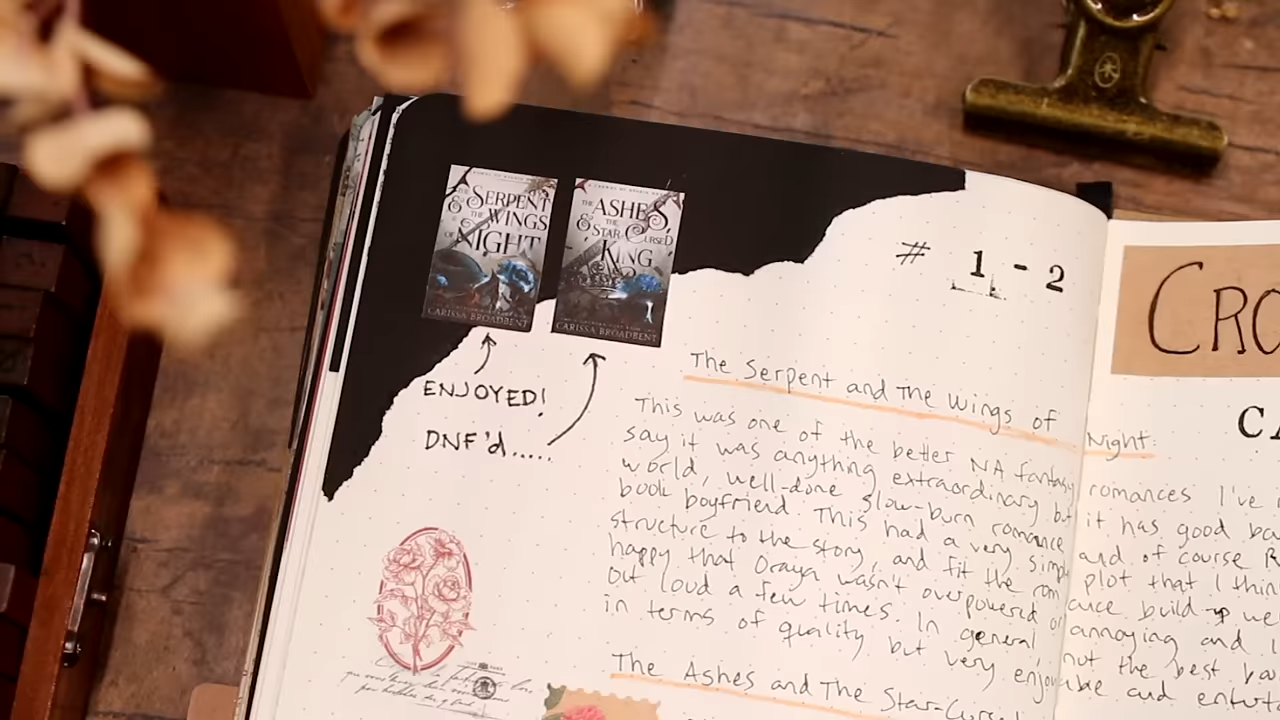 THE SERPENT
& THE WINGS
OF NIGHT
CARISSA BROADBENT
THE ASHES
& THE STAR-CURSED
KING
CARISSA BROADBENT
ENJOYED!
DNF'd.....
# 1-2
CRO
CA
The Serpent and The Wings of Night:
This was one of the better NA fantasy romances I've
say it was anything extraordinary but it has good
world, well-done slow-burn romance and of course
book boyfriend. This had a very simple plot that I
structure to the story, and fit the romance build-up
happy that Oraya wasn't overpowered or annoying and
out loud a few times. In general not the best
in terms of quality but very enjoyable and
The Ashes and The Star-Cursed